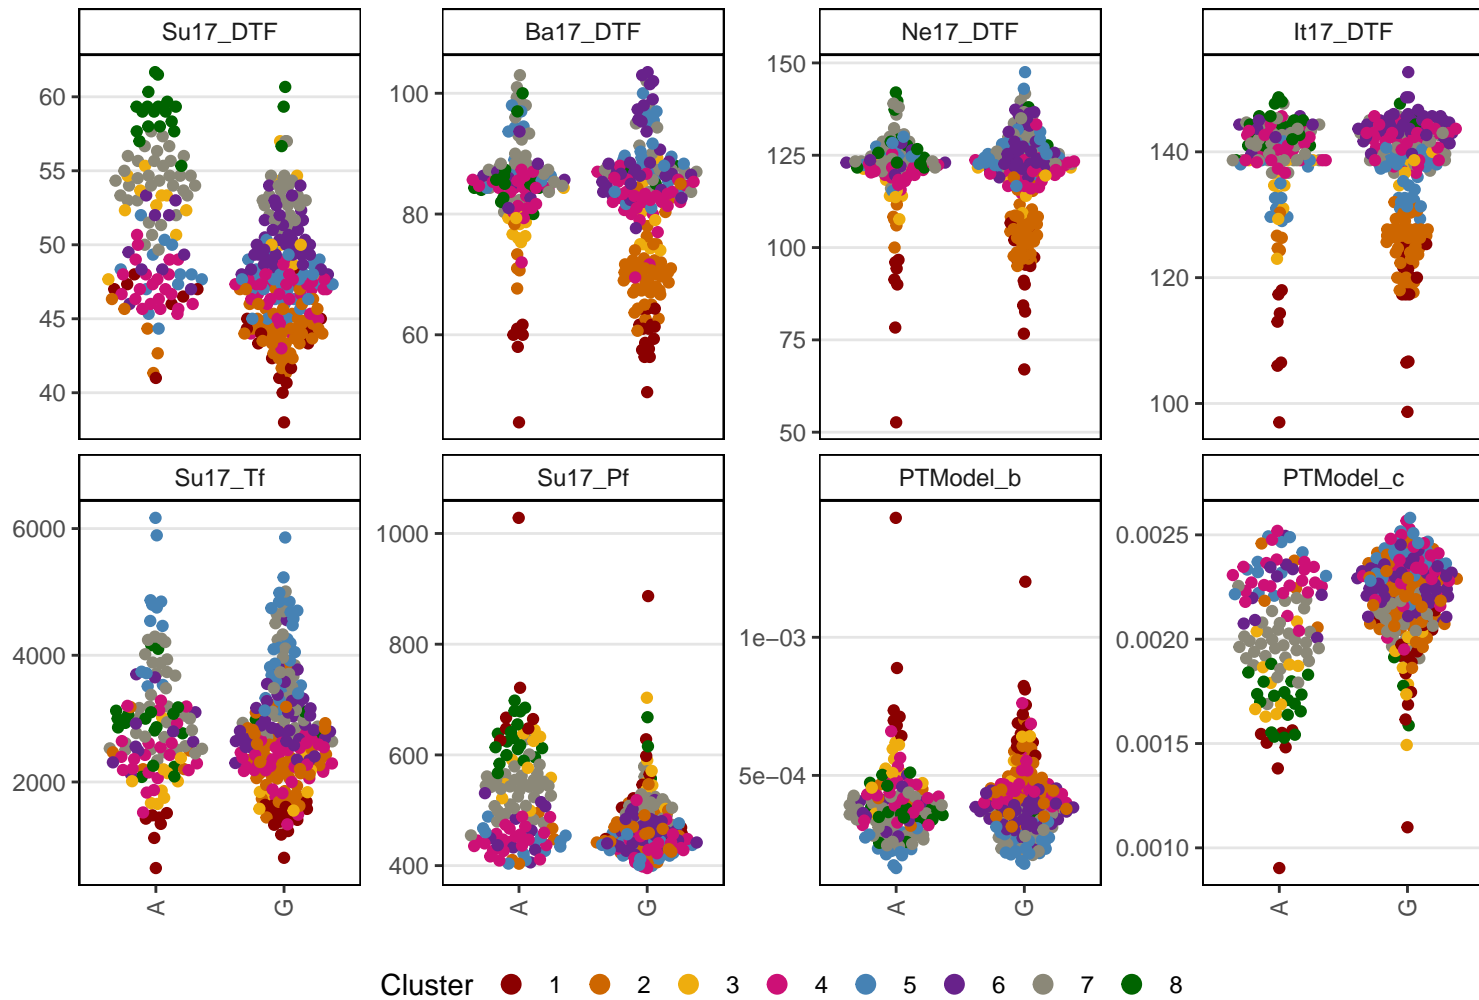 Su17_DTF Ba17_DTF Ne17_DTF It17_DTF
60 55 50 45 40
100 80 60
150 125 100 75 50
140 120 100
Su17_Tf Su17_Pf PTModel_b PTModel_c
6000 4000 2000
1000 800 600 400
1e−03 5e−04
0.0025 0.0020 0.0015 0.0010
A G A G A G A G
Cluster 1 2 3 4 5 6 7 8